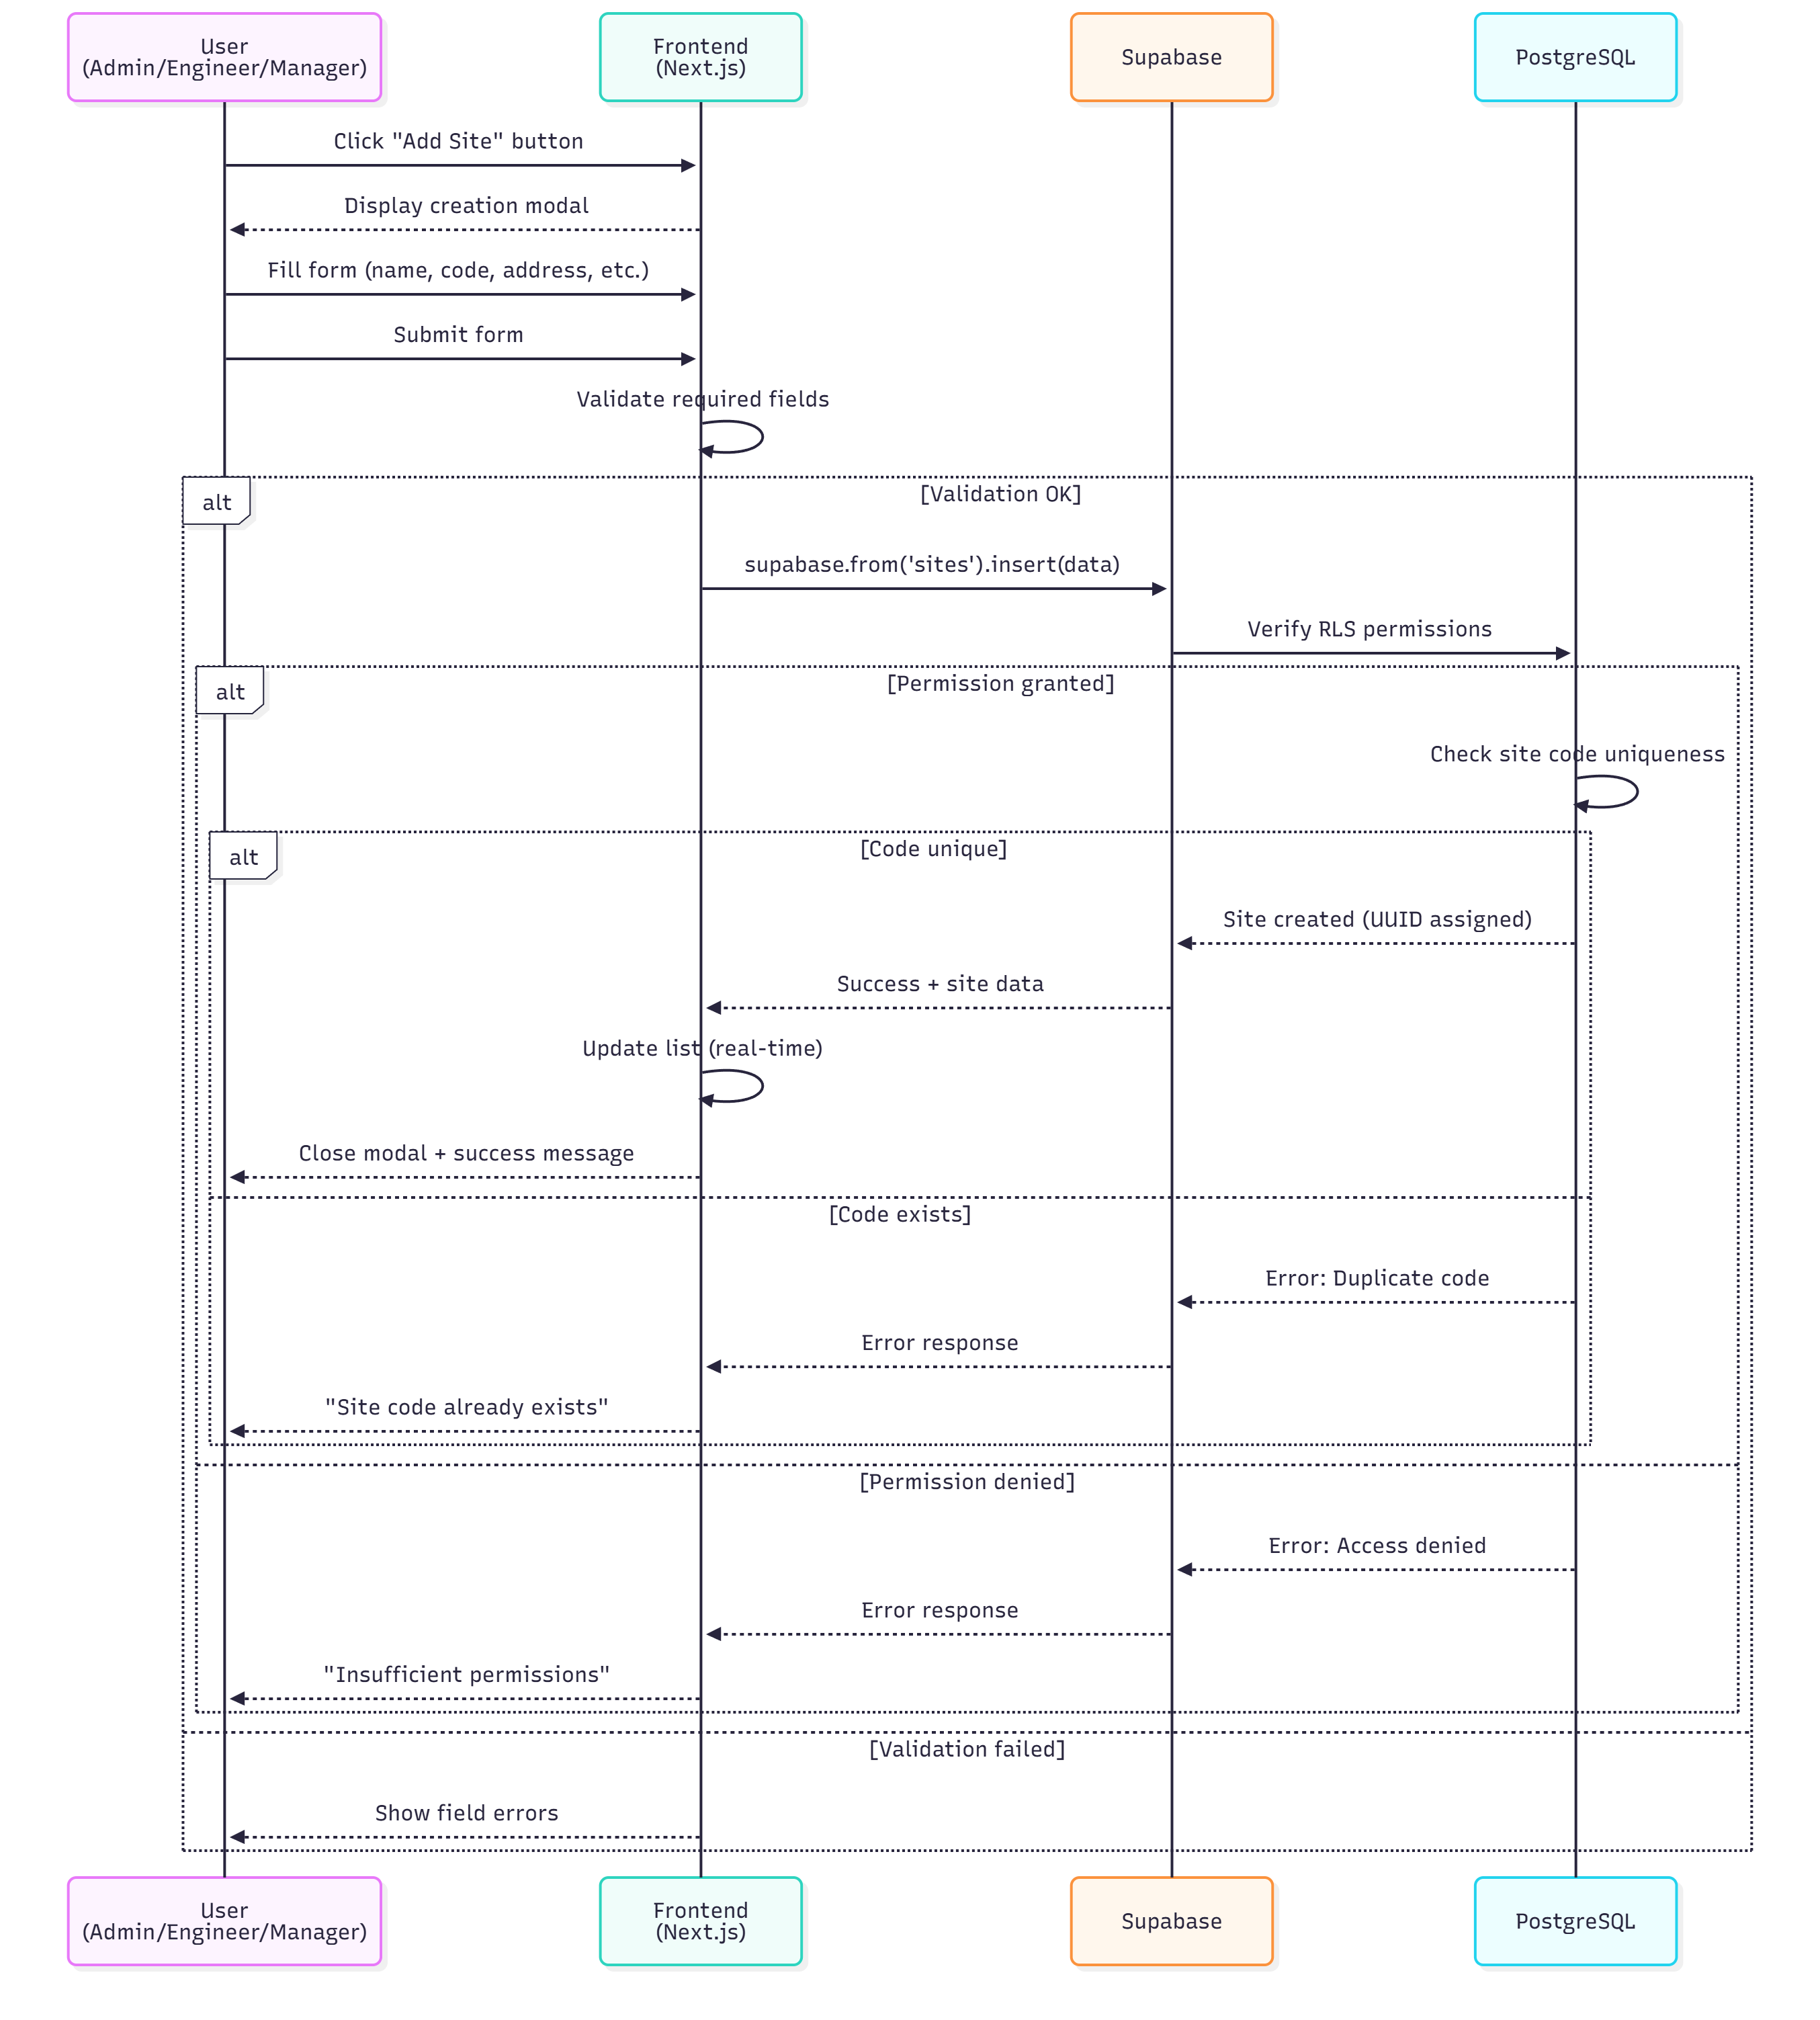 User
(Admin/Engineer/Manager)
Frontend
(Next.js)
Supabase
PostgreSQL
Click "Add Site" button
Display creation modal
Fill form (name, code, address, etc.)
Submit form
Validate required fields
alt
[Validation OK]
supabase.from('sites').insert(data)
Verify RLS permissions
alt
[Permission granted]
Check site code uniqueness
alt
[Code unique]
Site created (UUID assigned)
Success + site data
Update list (real-time)
Close modal + success message
[Code exists]
Error: Duplicate code
Error response
"Site code already exists"
[Permission denied]
Error: Access denied
Error response
"Insufficient permissions"
[Validation failed]
Show field errors
User
(Admin/Engineer/Manager)
Frontend
(Next.js)
Supabase
PostgreSQL